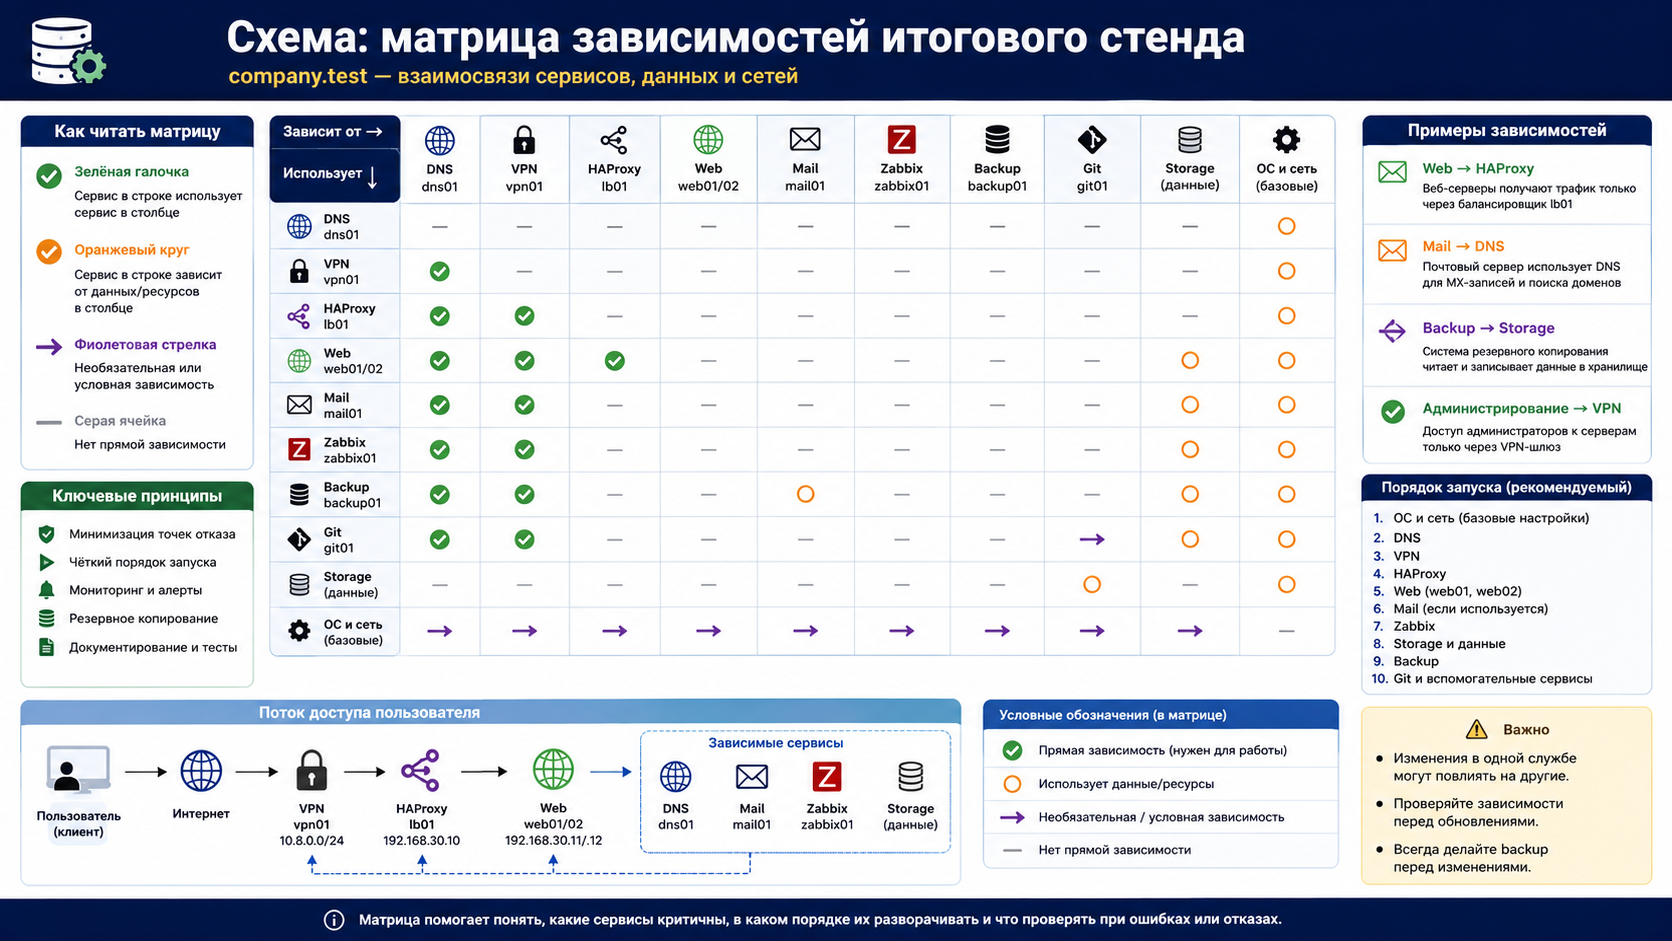 Схема: матрица зависимостей итогового стенда
company.test — взаимосвязи сервисов, данных и сетей
Как читать матрицу
Зелёная галочка
Сервис в строке использует
сервис в столбце
Оранжевый круг
Сервис в строке зависит
от данных/ресурсов
в столбце
Фиолетовая стрелка
Необязательная или
условная зависимость
Серая ячейка
Нет прямой зависимости
Ключевые принципы
Минимизация точек отказа
Чёткий порядок запуска
Мониторинг и алерты
Резервное копирование
Документирование и тесты
Зависит от →
Использует ↓
DNS
dns01
VPN
vpn01
HAProxy
lb01
Web
web01/02
Mail
mail01
Z
Zabbix
zabbix01
Backup
backup01
Git
git01
Storage
(данные)
ОС и сеть
(базовые)
DNS
dns01
VPN
vpn01
HAProxy
lb01
Web
web01/02
Mail
mail01
Z
Zabbix
zabbix01
Backup
backup01
Git
git01
Storage
(данные)
ОС и сеть
(базовые)
Примеры зависимостей
Web → HAProxy
Веб-серверы получают трафик только
через балансировщик lb01
Mail → DNS
Почтовый сервер использует DNS
для MX-записей и поиска доменов
Backup → Storage
Система резервного копирования
читает и записывает данные в хранилище
Администрирование → VPN
Доступ администраторов к серверам
только через VPN-шлюз
Порядок запуска (рекомендуемый)
1. ОС и сеть (базовые настройки)
2. DNS
3. VPN
4. HAProxy
5. Web (web01, web02)
6. Mail (если используется)
7. Zabbix
8. Storage и данные
9. Backup
10. Git и вспомогательные сервисы
Поток доступа пользователя
Пользователь
(клиент)
Интернет
VPN
vpn01
10.8.0.0/24
HAProxy
lb01
192.168.30.10
Web
web01/02
192.168.30.11/.12
Зависимые сервисы
DNS
dns01
Mail
mail01
Z
Zabbix
zabbix01
Storage
(данные)
Условные обозначения (в матрице)
Прямая зависимость (нужен для работы)
Использует данные/ресурсы
Необязательная / условная зависимость
Нет прямой зависимости
Важно
• Изменения в одной службе
могут повлиять на другие.
• Проверяйте зависимости
перед обновлениями.
• Всегда делайте backup
перед изменениями.
Матрица помогает понять, какие сервисы критичны, в каком порядке их разворачивать и что проверять при ошибках или отказах.